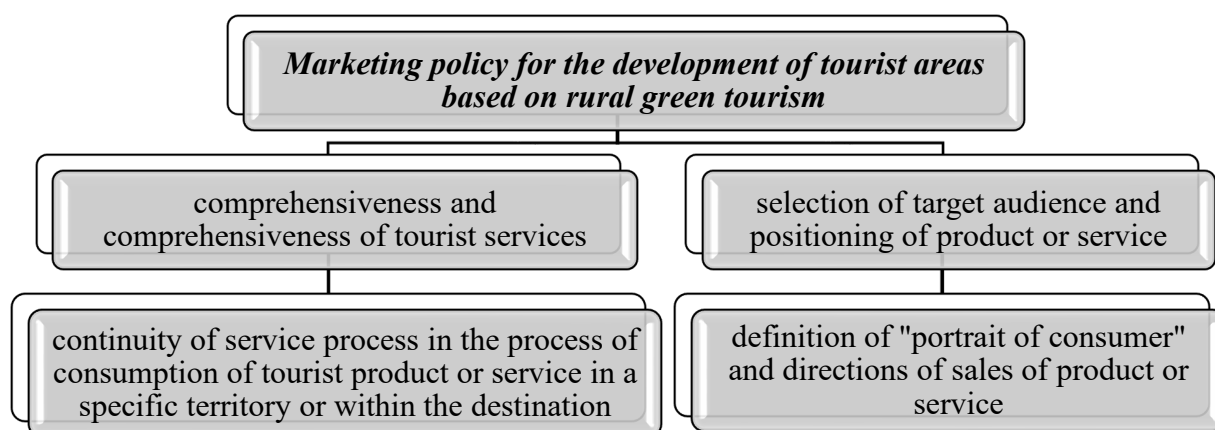 Marketing policy for the development of tourist areas
based on rural green tourism
comprehensiveness and
comprehensiveness of tourist services
selection of target audience and
positioning of product or service
continuity of service process in the process of
consumption of tourist product or service in a
specific territory or within the destination
definition of "portrait of consumer"
and directions of sales of product or
service